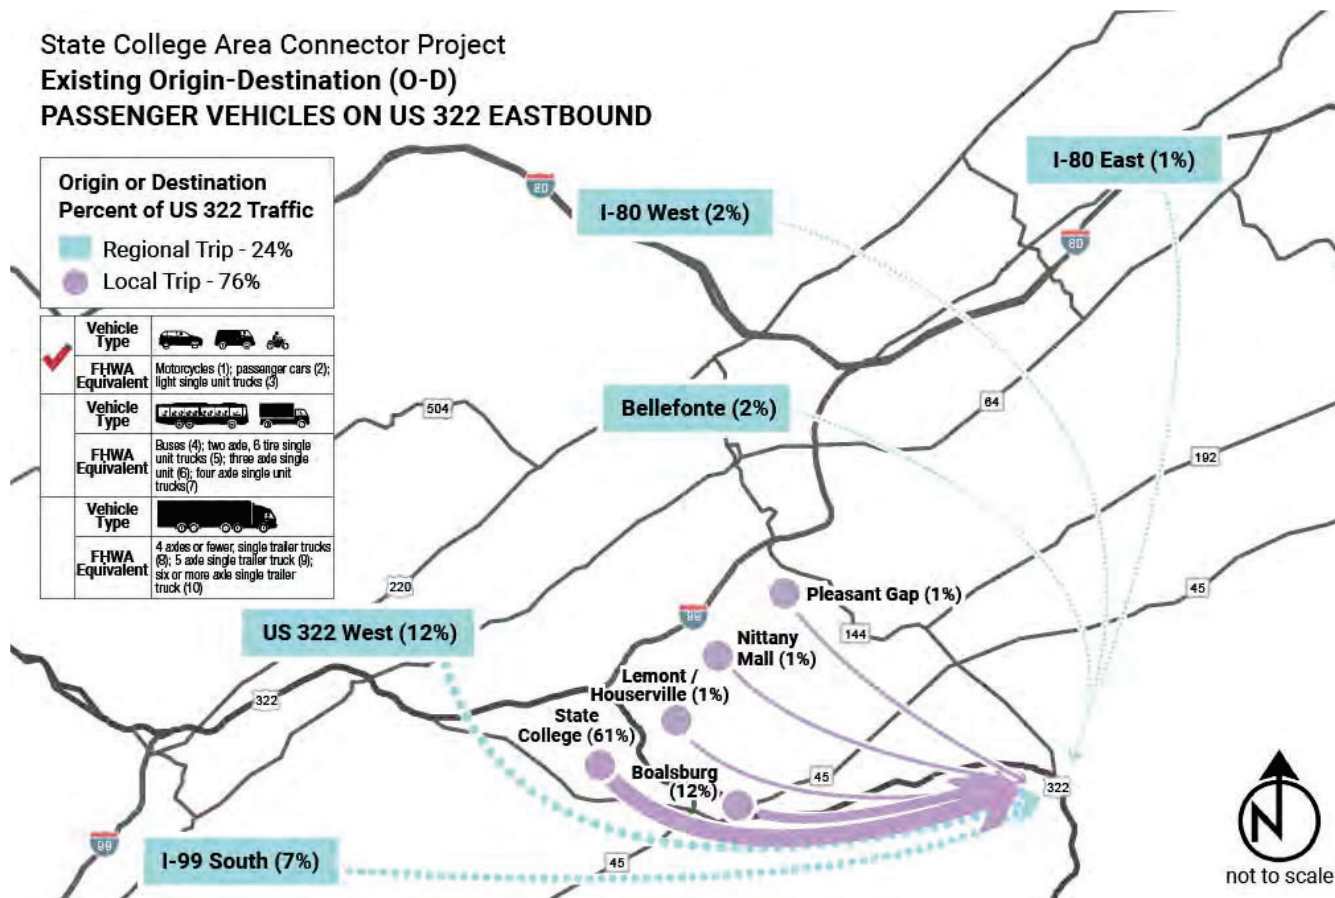 State College Area Connector Project
Existing Origin-Destination (O-D)
PASSENGER VEHICLES ON US 322 EASTBOUND
Origin or Destination
Percent of US 322 Traffic
Regional Trip - 24%
Local Trip - 76%
Vehicle
Type
FHWA
Equivalent
Motorcycles (1); passenger cars (2);
light single unit trucks (3)
Vehicle
Type
FHWA
Equivalent
Buses (4); two axle, 6 tire single
unit trucks (5); three axle single
unit (6); four axle single unit
trucks(7)
Vehicle
Type
FHWA
Equivalent
4 axles or fewer, single trailer trucks
(8); 5 axle single trailer truck (9);
six or more axle single trailer
truck (10)
80
I-80 West (2%)
I-80 East (1%)
80
Bellefonte (2%)
504
64
192
220
45
US 322 West (12%)
99
Pleasant Gap (1%)
144
Nittany
Mall (1%)
Lemont /
Houserville (1%)
322
State
College (61%)
Boalsburg
(12%)
45
322
99
I-99 South (7%)
45
N
not to scale